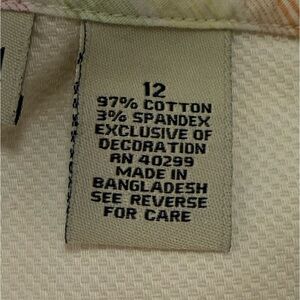 12
97% COTTON
3% SPANDEX
EXCLUSIVE OF
DECORATION
RN 40299
MADE IN
BANGLADESH
SEE REVERSE
FOR CARE